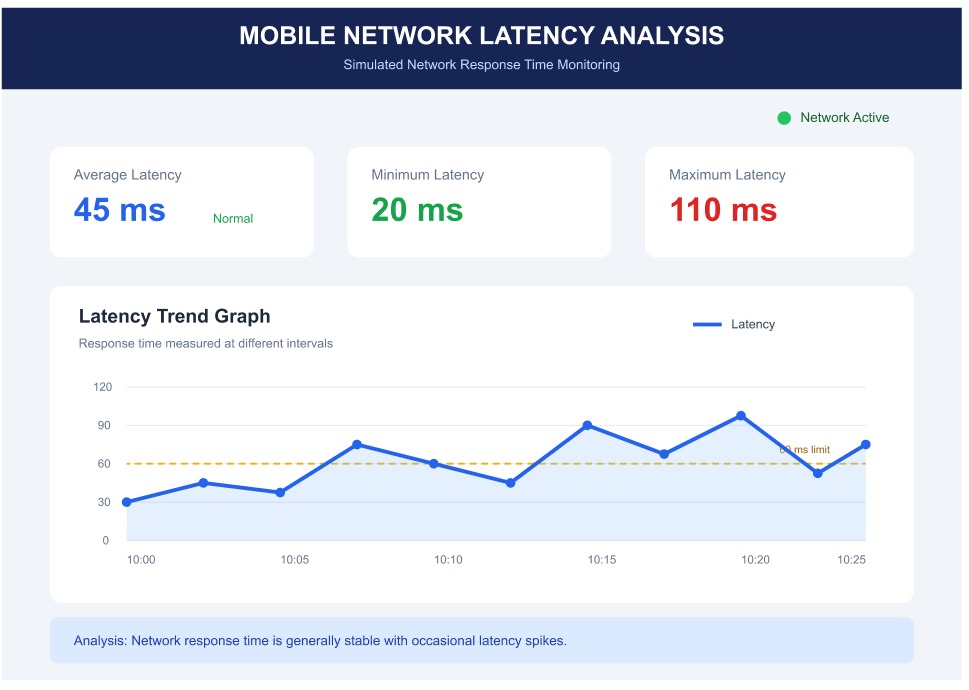 MOBILE NETWORK LATENCY ANALYSIS
Simulated Network Response Time Monitoring
Network Active
Average Latency
45 ms
Normal
Minimum Latency
20 ms
Maximum Latency
110 ms
Latency Trend Graph
Response time measured at different intervals
Latency
120
90
60
30
0
60 ms limit
10:00 10:05 10:10 10:15 10:20 10:25
Analysis: Network response time is generally stable with occasional latency spikes.